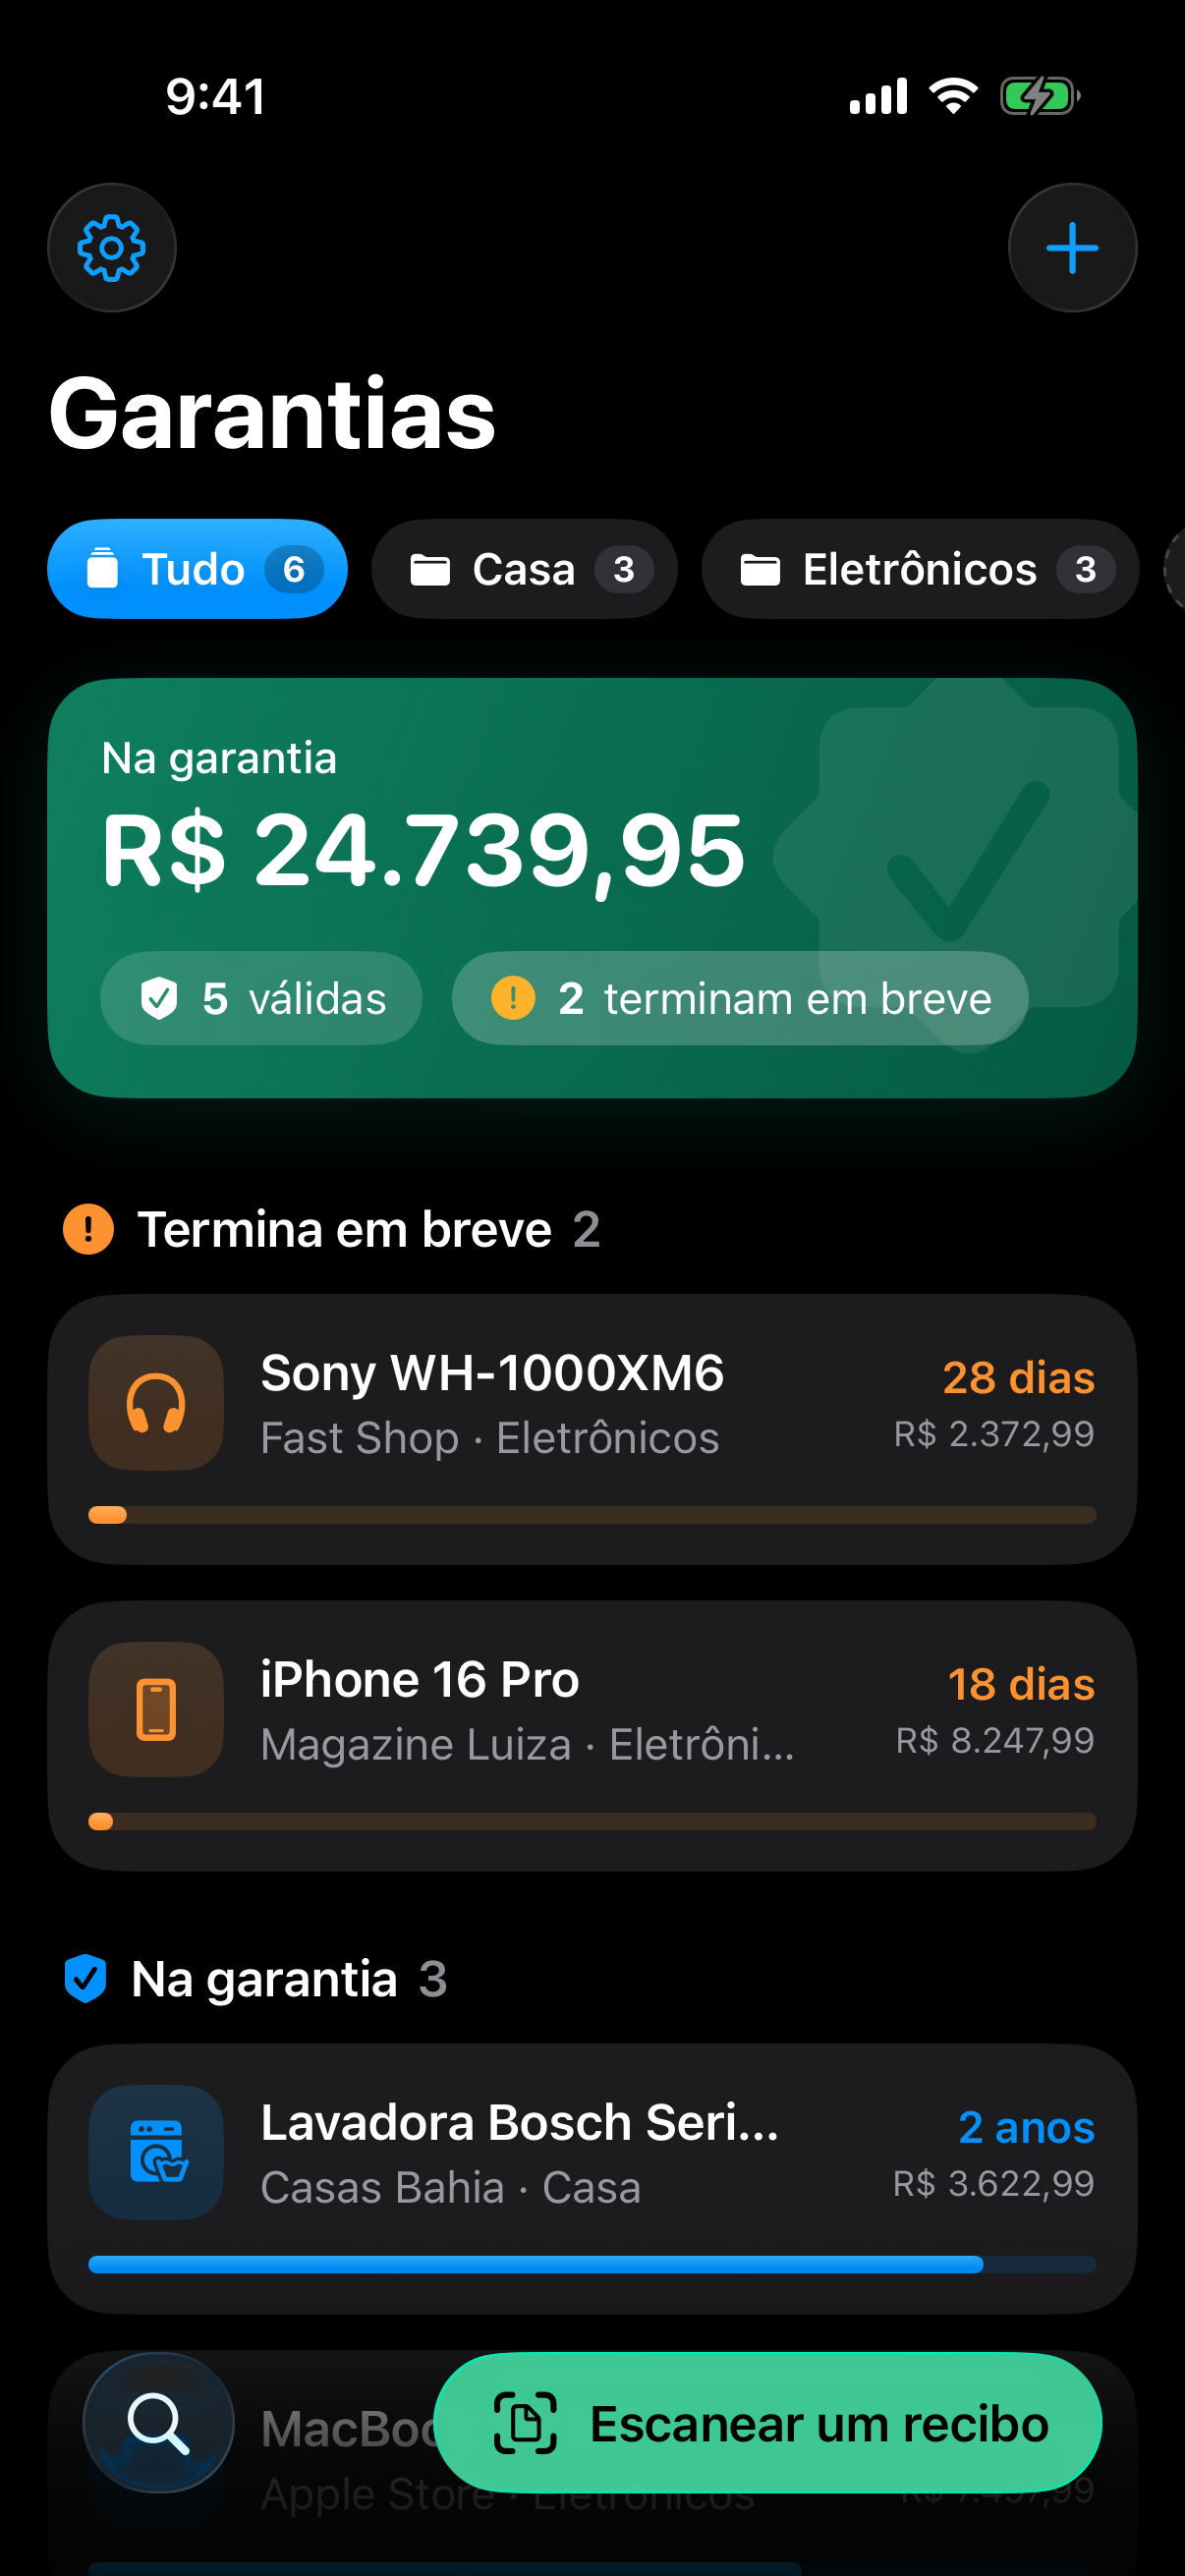 9:41
Garantias
Tudo 6
Casa 3
Eletrônicos 3
Na garantia
R$ 24.739,95
5 válidas
2 terminam em breve
Termina em breve 2
Sony WH-1000XM6
28 dias
Fast Shop · Eletrônicos
R$ 2.372,99
iPhone 16 Pro
18 dias
Magazine Luiza · Eletrôni...
R$ 8.247,99
Na garantia 3
Lavadora Bosch Seri...
2 anos
Casas Bahia · Casa
R$ 3.622,99
Escanear um recibo
Apple Store · Eletrônicos